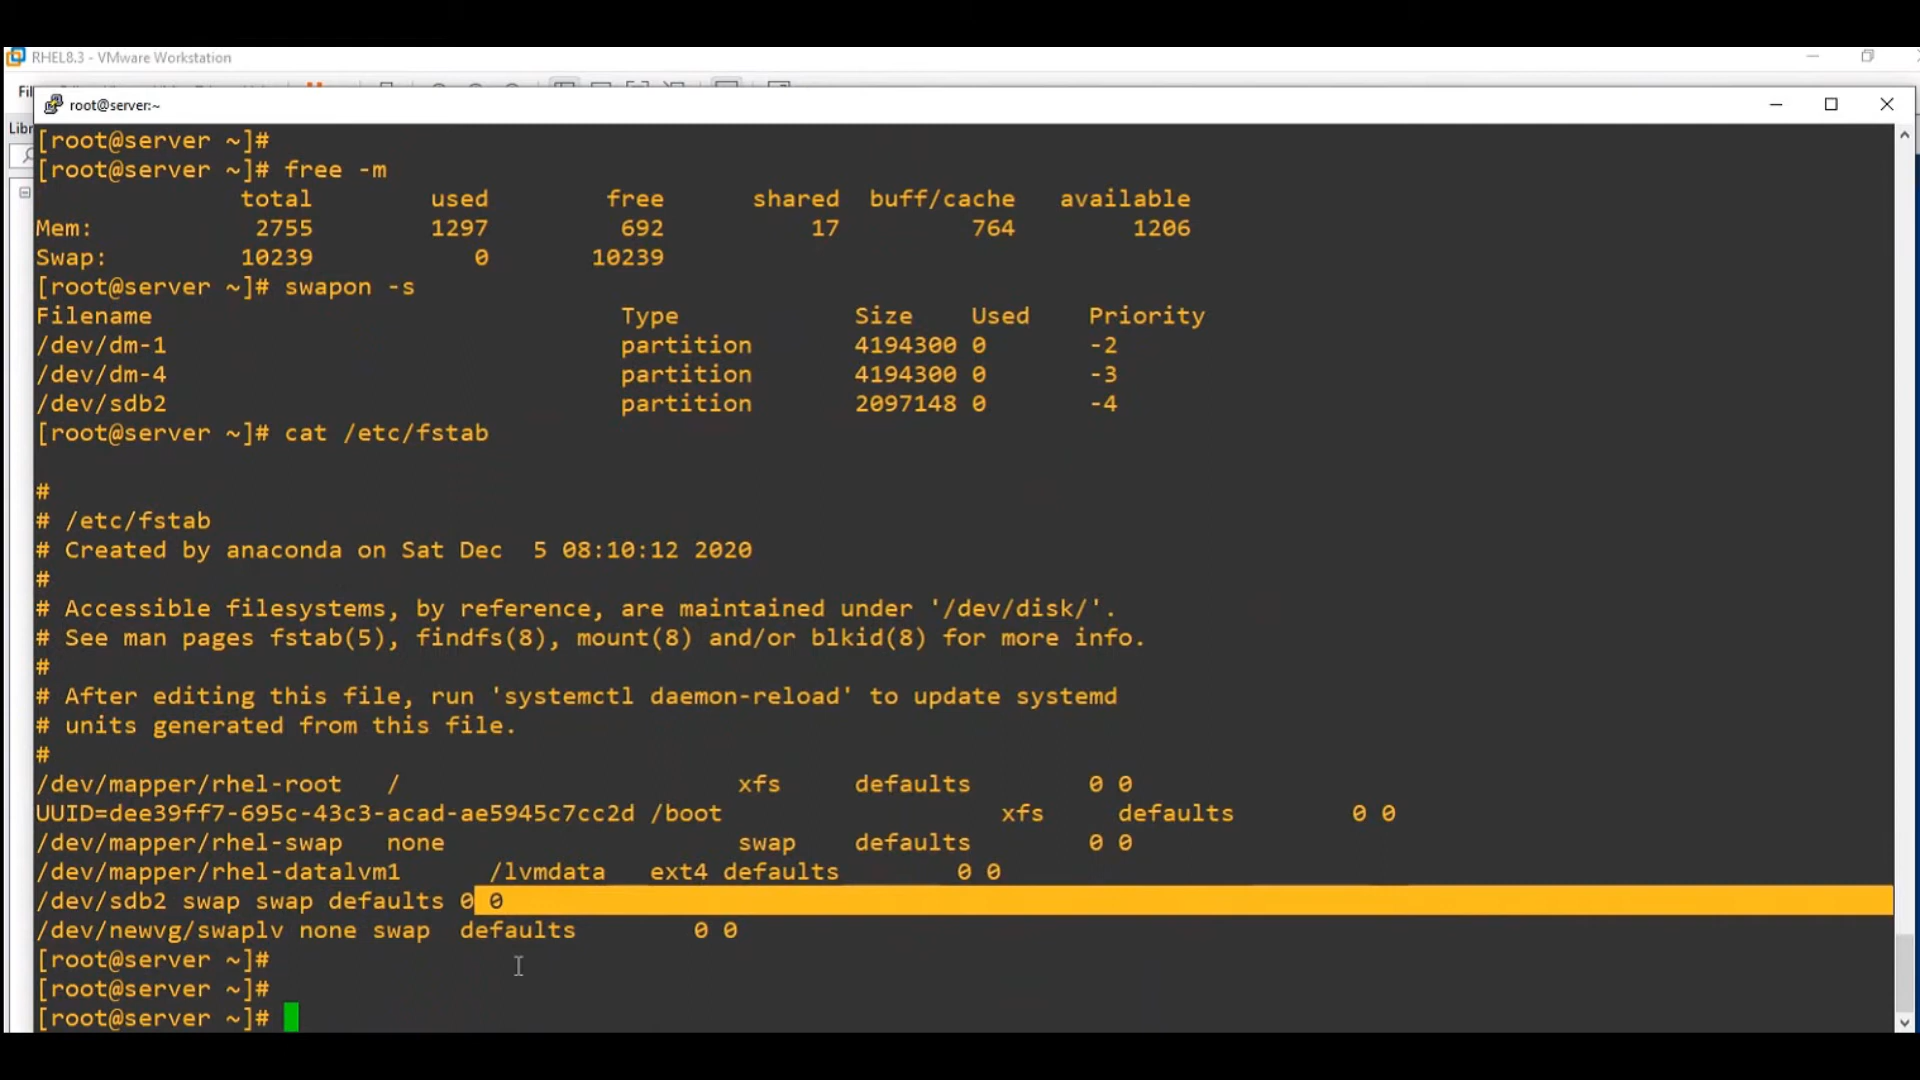 RHEL8.3 - VMware Workstation
root@server:~
[root@server ~]#
[root@server ~]# free -m
total used free shared buff/cache available
Mem: 2755 1297 692 17 764 1206
Swap: 10239 0 10239
[root@server ~]# swapon -s
Filename Type Size Used Priority
/dev/dm-1 partition 4194300 0 -2
/dev/dm-4 partition 4194300 0 -3
/dev/sdb2 partition 2097148 0 -4
[root@server ~]# cat /etc/fstab
#
# /etc/fstab
# Created by anaconda on Sat Dec  5 08:10:12 2020
#
# Accessible filesystems, by reference, are maintained under '/dev/disk/'.
# See man pages fstab(5), findfs(8), mount(8) and/or blkid(8) for more info.
#
# After editing this file, run 'systemctl daemon-reload' to update systemd
# units generated from this file.
#
/dev/mapper/rhel-root / xfs defaults 0 0
UUID=dee39ff7-695c-43c3-acad-ae5945c7cc2d /boot xfs defaults 0 0
/dev/mapper/rhel-swap none swap defaults 0 0
/dev/mapper/rhel-datalvm1 /lvmdata ext4 defaults 0 0
/dev/sdb2 swap swap defaults 0 0
/dev/newvg/swaplv none swap defaults 0 0
[root@server ~]#
[root@server ~]#
[root@server ~]#